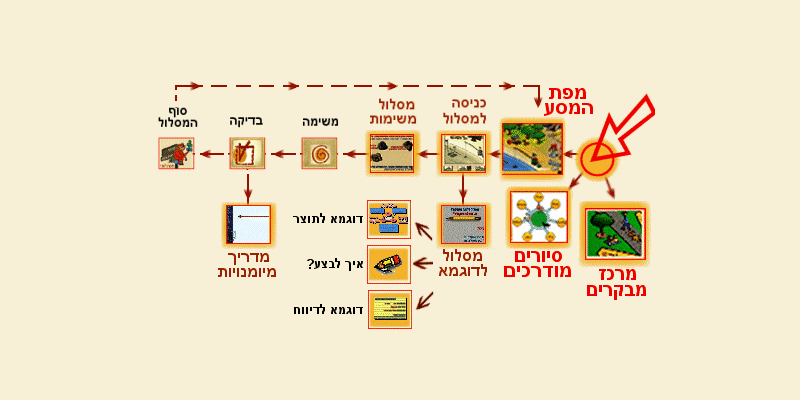 מפת
המסע
כניסה
למסלול
מסלול
משימות
משימה
בדיקה
סוף
המסלול
מרכז
מבקרים
סיורים
מודרכים
מסלול
לדוגמא
דוגמא לתוצר
איך לבצע?
דוגמא לדיווח
מדריך
מיומנויות